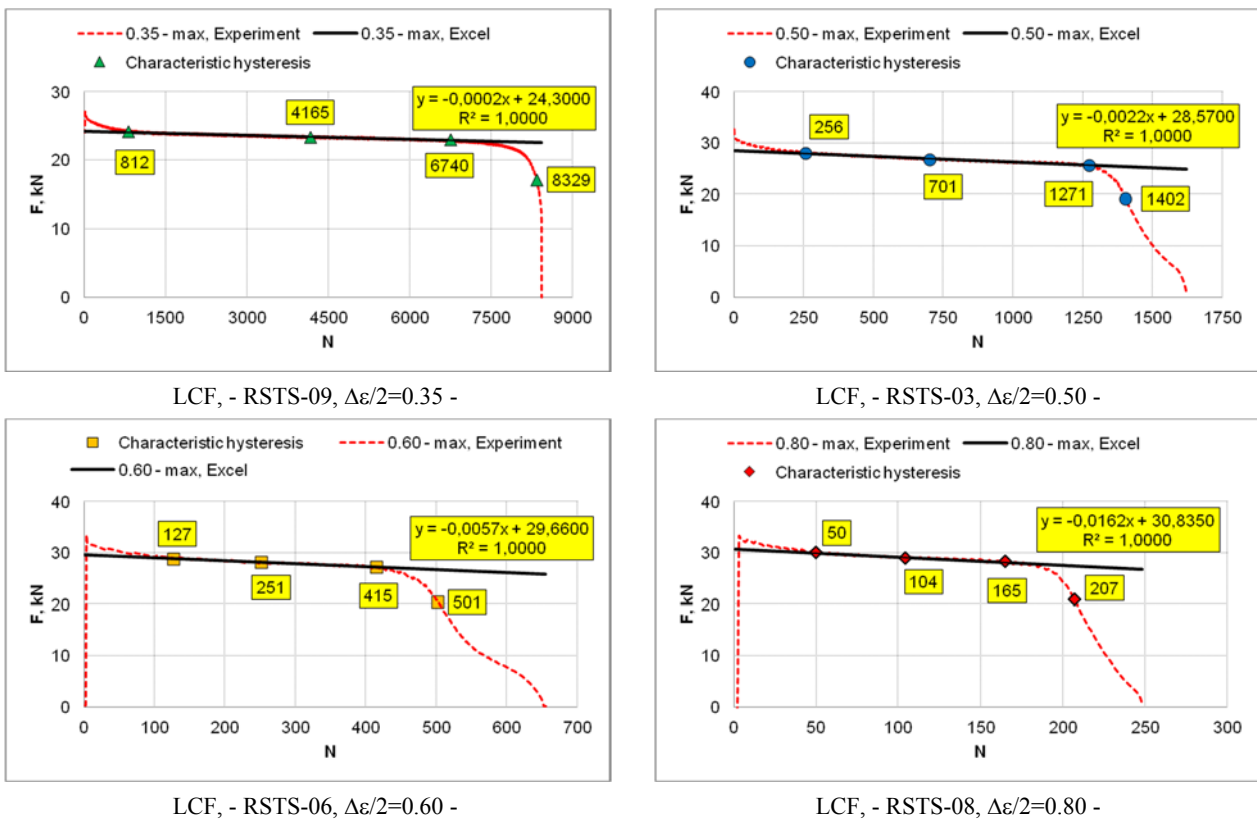 0.35 - max, Experiment
0.35 - max, Excel
Characteristic hysteresis
F, kN
30
20
10
0
y = -0,0002x + 24,3000
R² = 1,0000
812
4165
6740
8329
0 1500 3000 4500 6000 7500 9000
N
LCF, - RSTS-09, Δε/2=0.35 -
0.50 - max, Experiment
0.50 - max, Excel
Characteristic hysteresis
F, kN
40
30
20
10
0
y = -0,0022x + 28,5700
R² = 1,0000
256
701
1271
1402
0 250 500 750 1000 1250 1500 1750
N
LCF, - RSTS-03, Δε/2=0.50 -
Characteristic hysteresis
0.60 - max, Experiment
0.60 - max, Excel
F, kN
40
30
20
10
0
y = -0,0057x + 29,6600
R² = 1,0000
127
251
415
501
0 100 200 300 400 500 600 700
N
LCF, - RSTS-06, Δε/2=0.60 -
0.80 - max, Experiment
0.80 - max, Excel
Characteristic hysteresis
F, kN
40
30
20
10
0
y = -0,0162x + 30,8350
R² = 1,0000
50
104
165
207
0 50 100 150 200 250 300
N
LCF, - RSTS-08, Δε/2=0.80 -